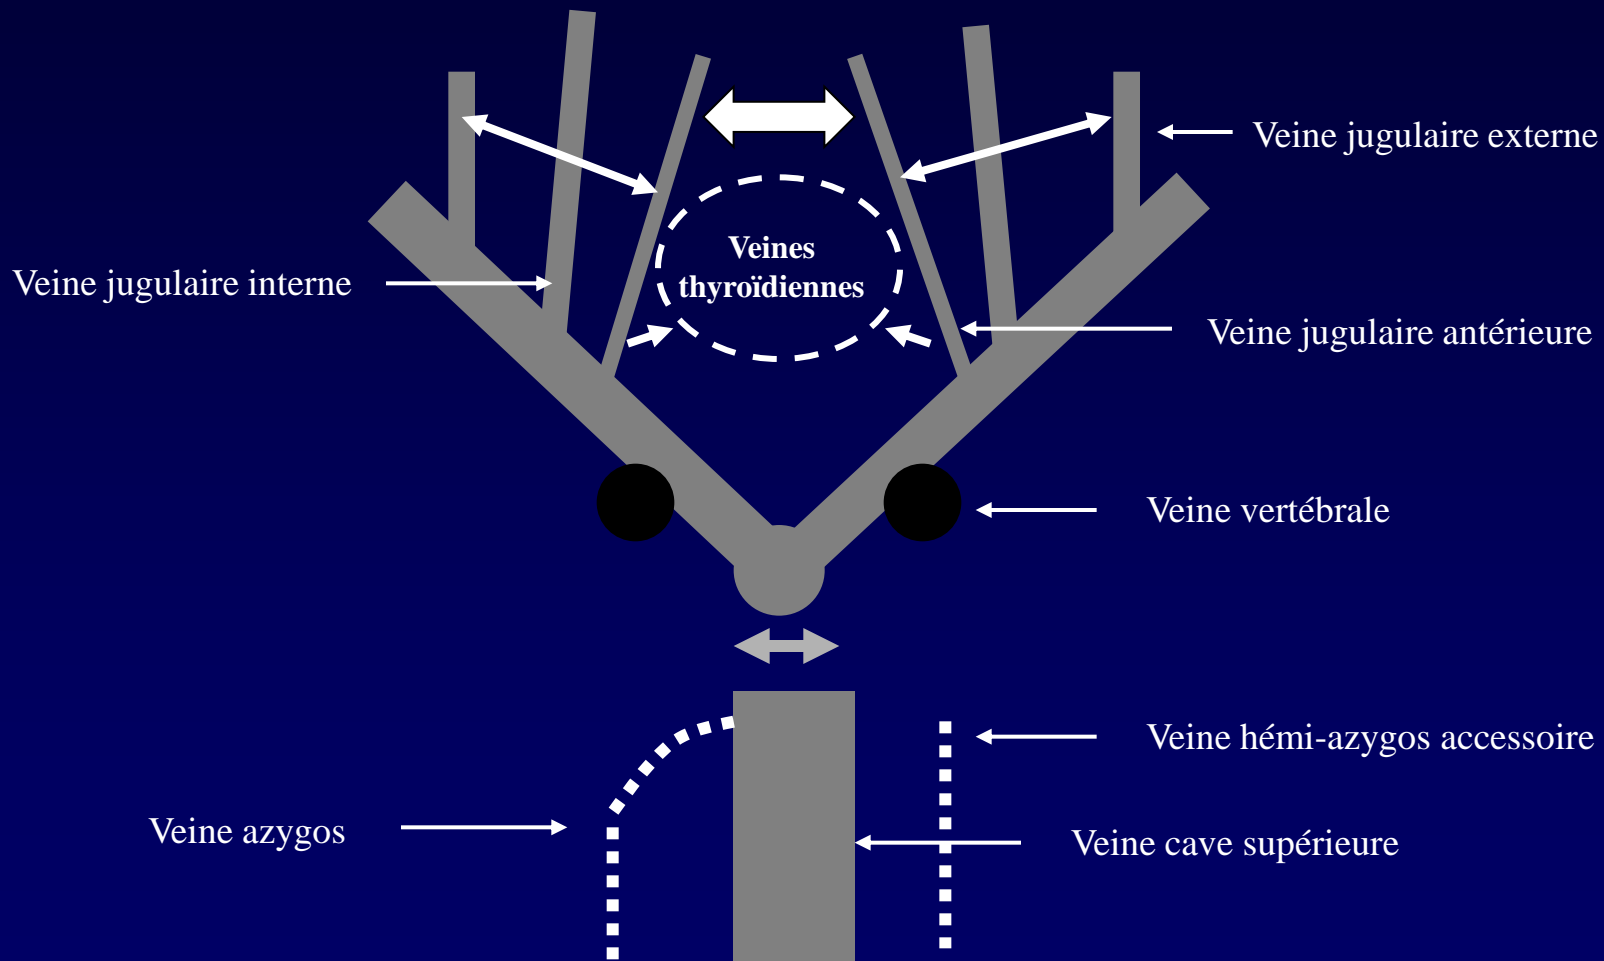 Veine jugulaire externe
Veines
thyroïdiennes
Veine jugulaire interne
Veine jugulaire antérieure
Veine vertébrale
Veine hémi-azygos accessoire
Veine azygos
Veine cave supérieure